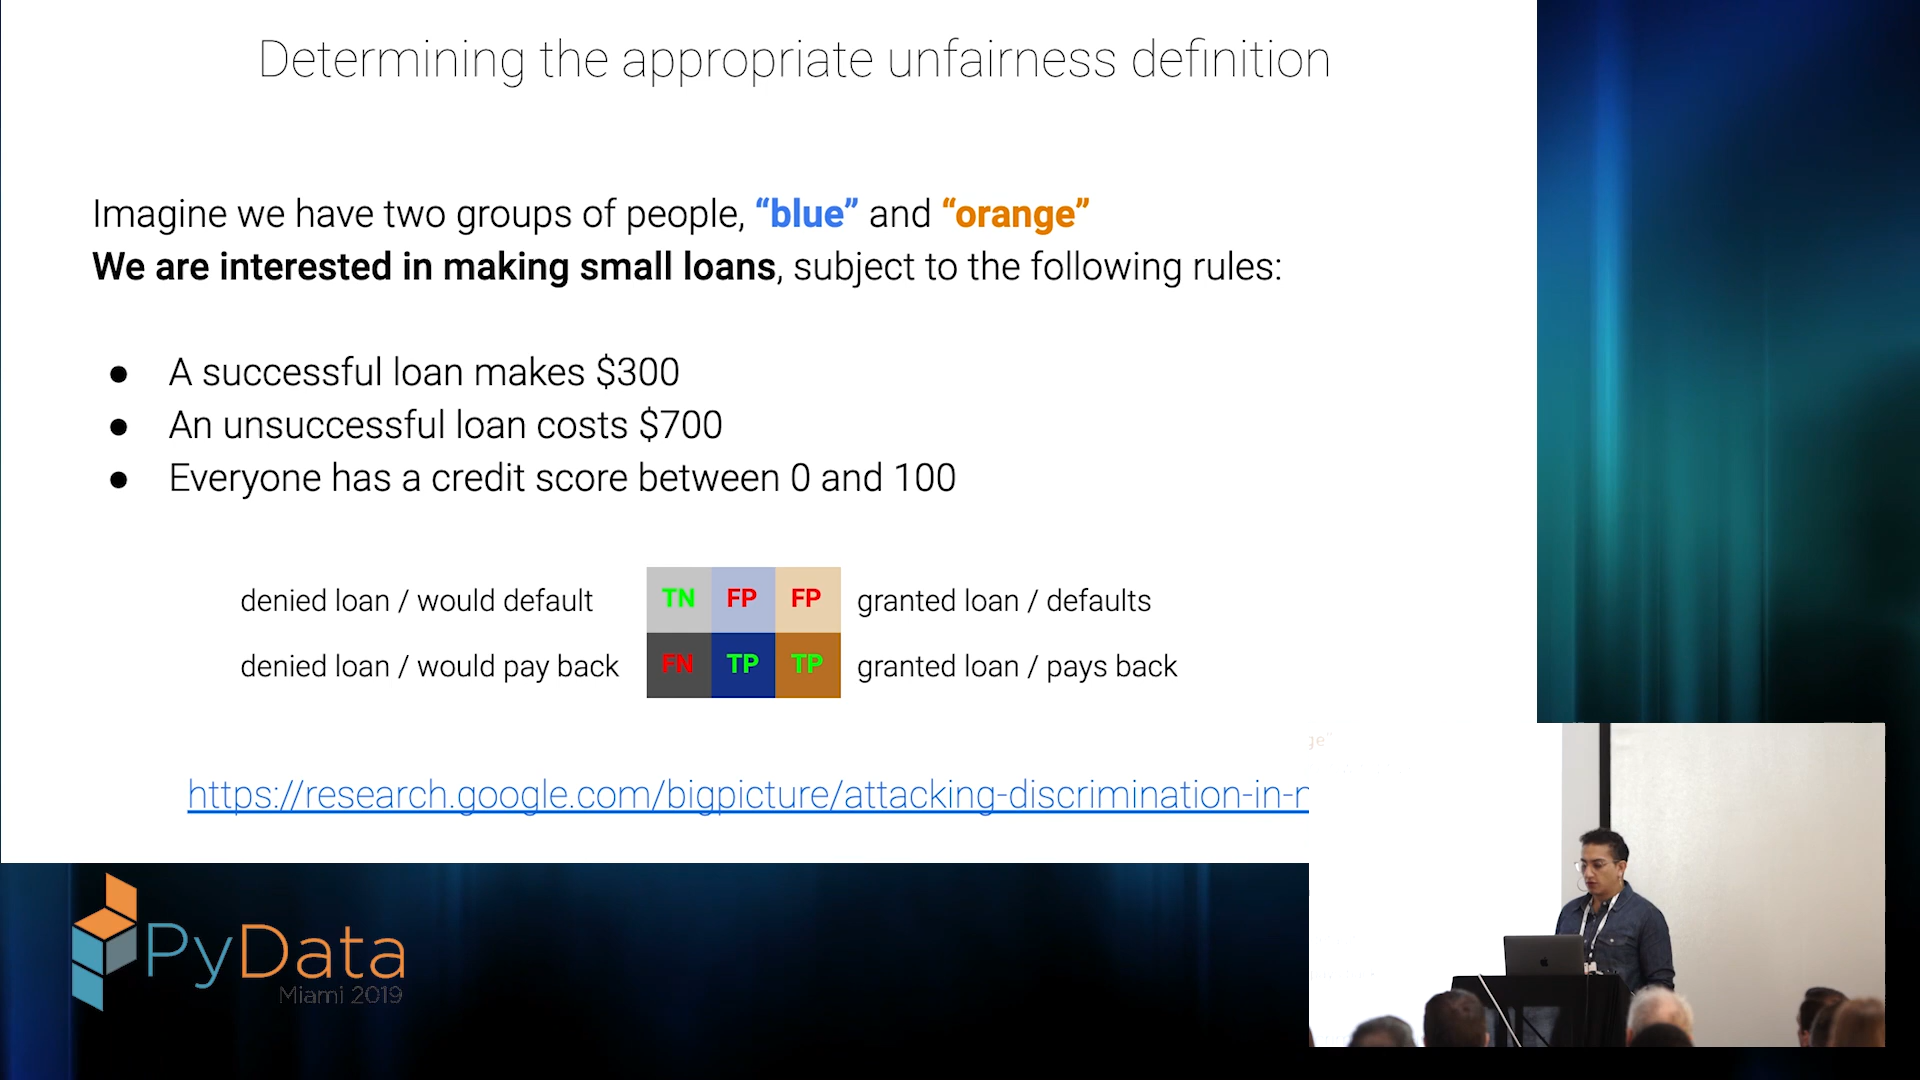 Determining the appropriate unfairness definition
Imagine we have two groups of people, “blue” and “orange”
We are interested in making small loans, subject to the following rules:
● A successful loan makes $300
● An unsuccessful loan costs $700
● Everyone has a credit score between 0 and 100
denied loan / would default TN FP FP granted loan / defaults
denied loan / would pay back FN TP TP granted loan / pays back
ge”
https://research.google.com/bigpicture/attacking-discrimination-in-
PyData
Miami 2019